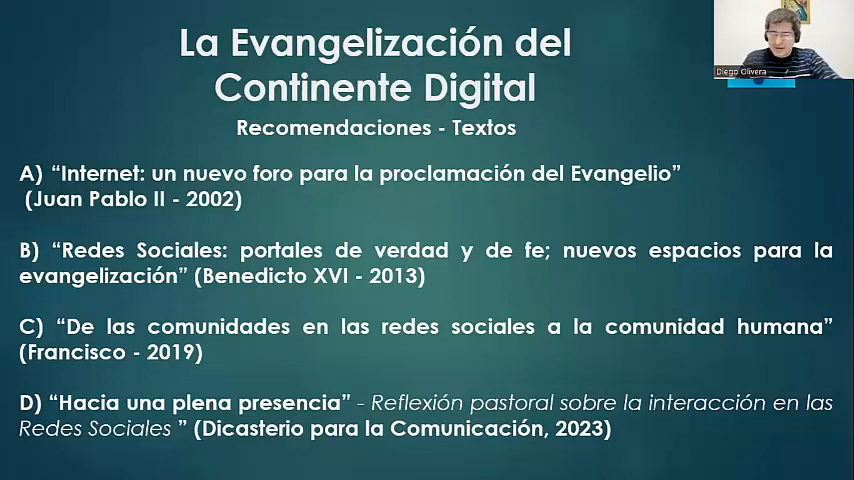 La Evangelización del
Continente Digital
Recomendaciones - Textos
A) “Internet: un nuevo foro para la proclamación del Evangelio”
(Juan Pablo II - 2002)
B) “Redes Sociales: portales de verdad y de fe; nuevos espacios para la
evangelización” (Benedicto XVI - 2013)
C) “De las comunidades en las redes sociales a la comunidad humana”
(Francisco - 2019)
D) “Hacia una plena presencia” - Reflexión pastoral sobre la interacción en las
Redes Sociales ” (Dicasterio para la Comunicación, 2023)
Diego Olivera